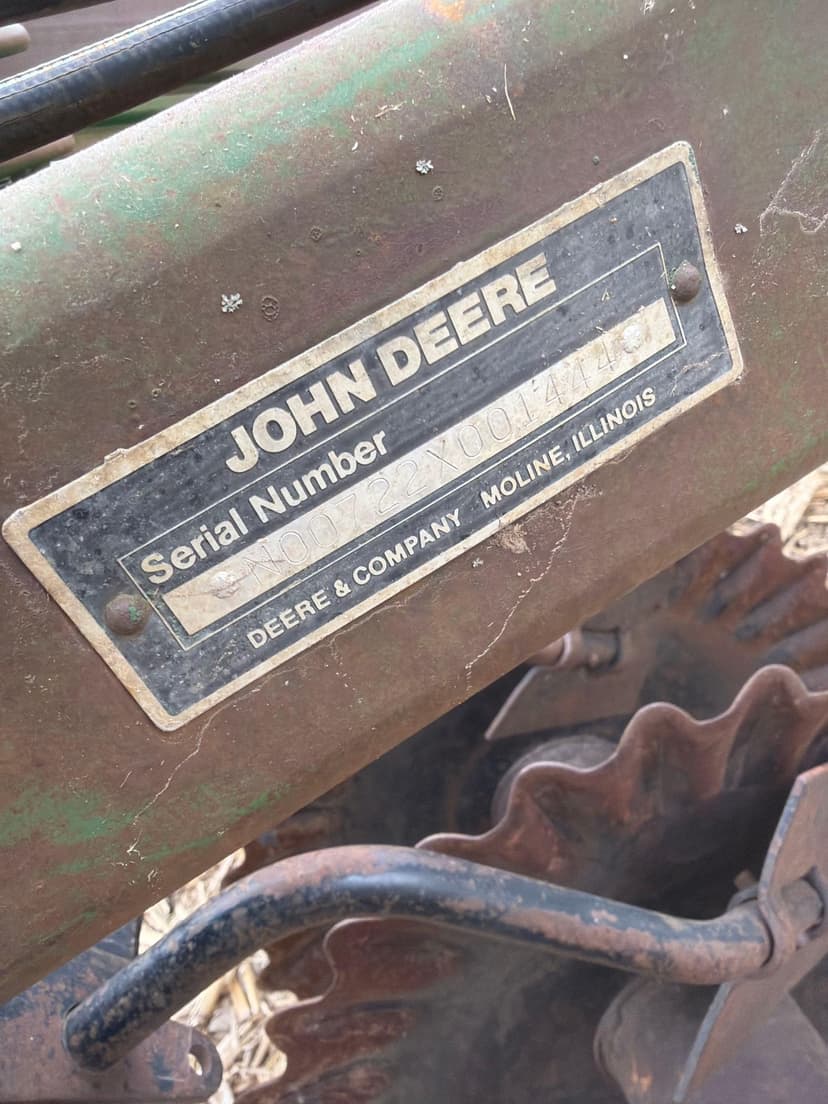 JOHN DEERE
Serial Number
N00722X001444
DEERE & COMPANY MOLINE, ILLINOIS